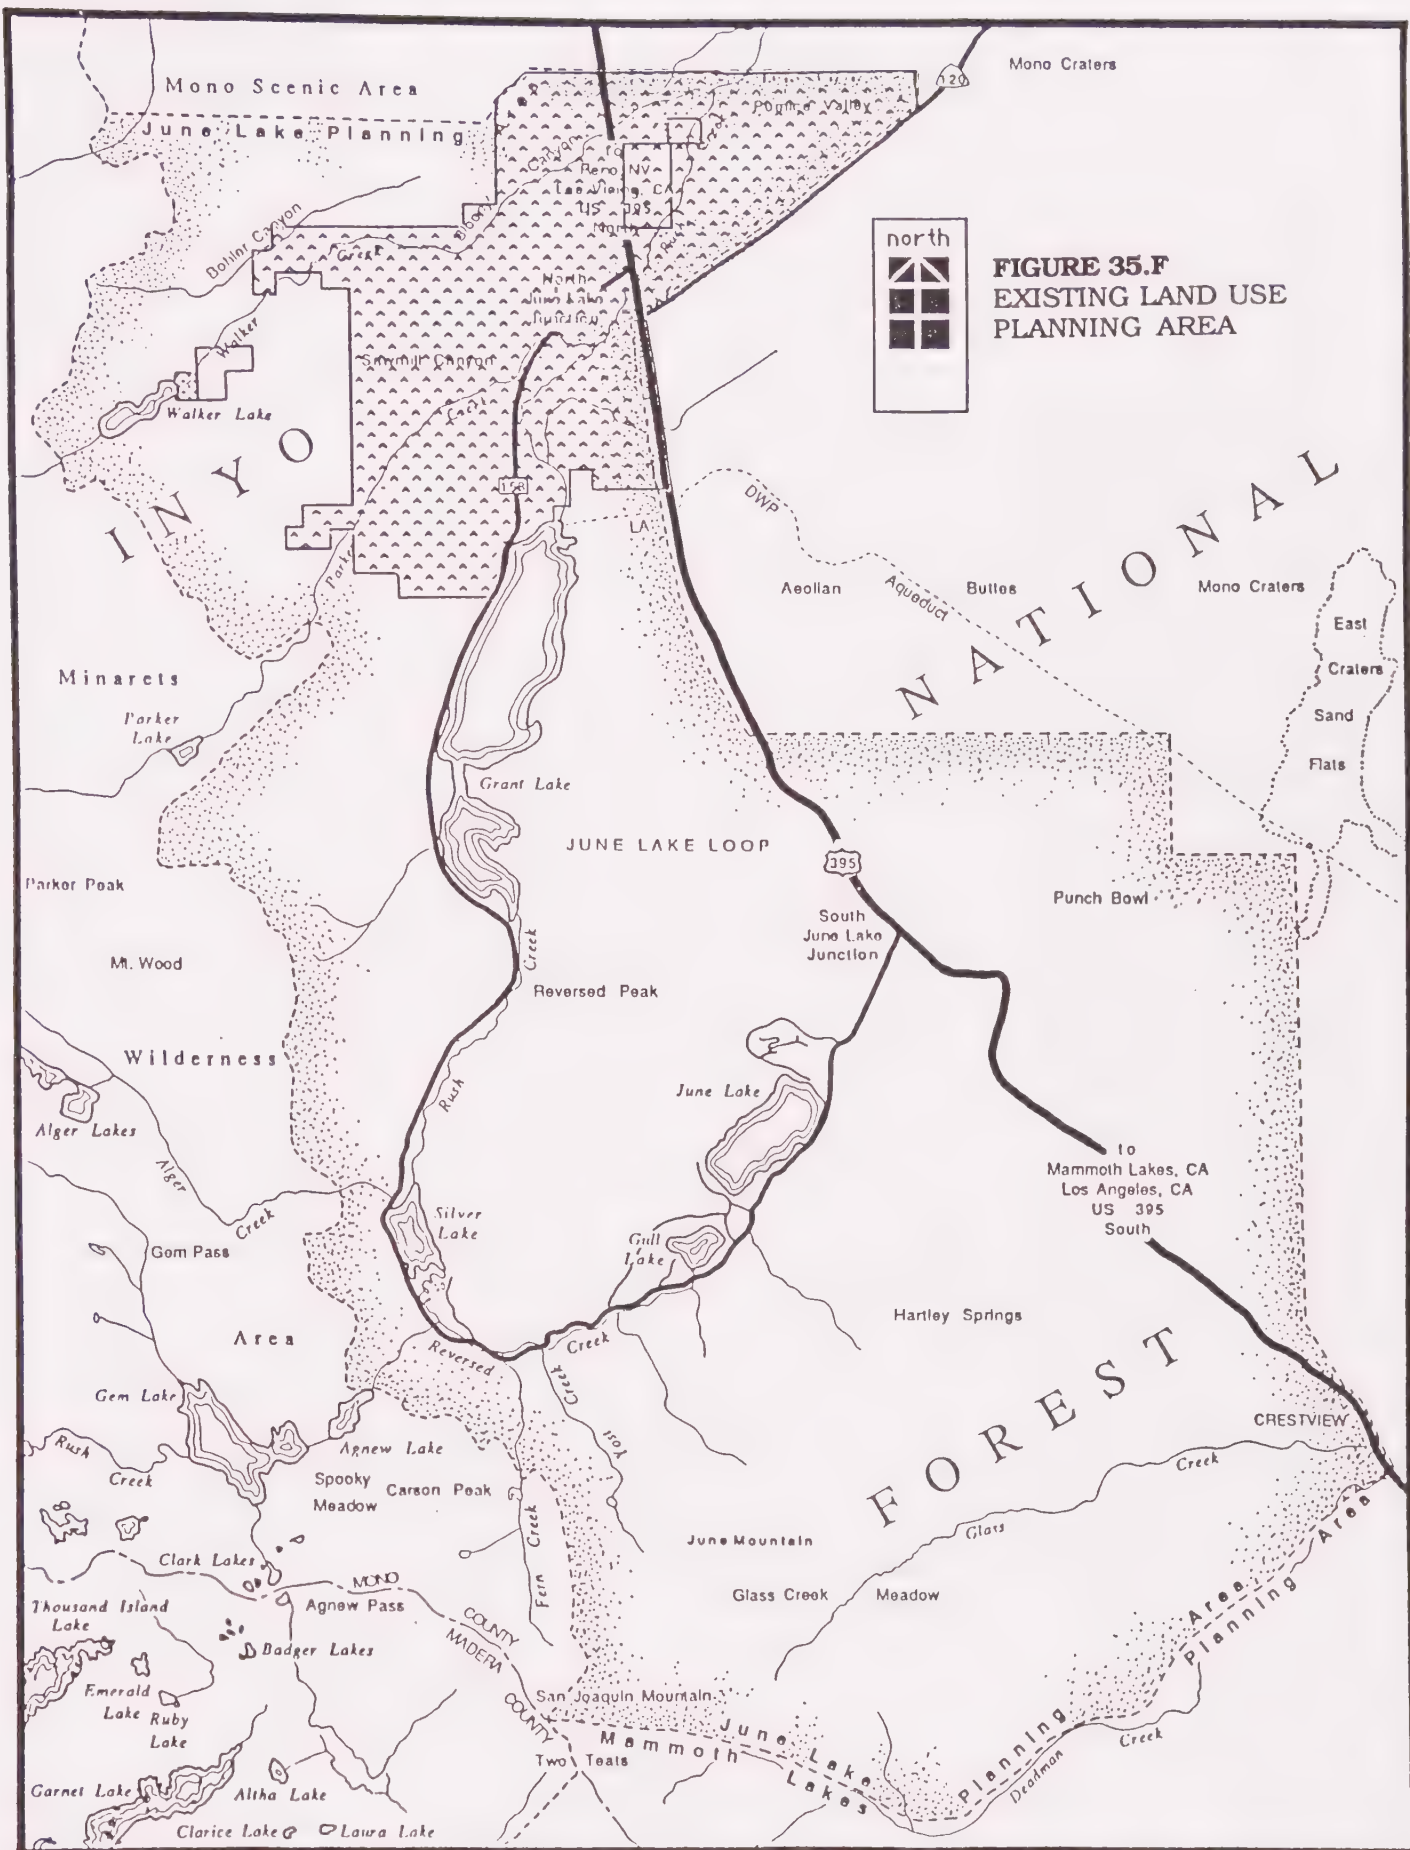 Mono Scenic Area
June Lake Planning
Mono Craters
120
Pumice Valley
Canyon
Bloody
to
Reno, NV
Lee Vining, CA
US 395
North
Rush
Bohler Canyon
Creek
north
FIGURE 35.F
EXISTING LAND USE
PLANNING AREA
North
June Lake
Junction
Walker
Sawmill Canyon
Walker Lake
Creek
INYO
158
NATIONAL
DWP
LA
Parker
Aeolian
Buttes
Aqueduct
Mono Craters
East
Craters
Sand
Flats
Minarets
Parker
Lake
Grant Lake
JUNE LAKE LOOP
395
Parker Peak
Punch Bowl
South
June Lake
Junction
Creek
Mt. Wood
Reversed Peak
Wilderness
Rush
June Lake
Alger Lakes
to
Mammoth Lakes, CA
Los Angeles, CA
US 395
South
Alger
Creek
Silver
Lake
Gull
Lake
Gem Pass
Hartley Springs
Area
Reversed
Creek
Creek
FOREST
Gem Lake
CRESTVIEW
Rush
Creek
Agnew Lake
Yost
Creek
Spooky
Meadow
Carson Peak
Glass
June Mountain
Creek
Fern
Clark Lakes
MONO
Agnew Pass
COUNTY
MADERA
COUNTY
Glass Creek
Meadow
Area
Area
Planning
Thousand Island
Lake
Badger Lakes
Emerald
Lake
Ruby
Lake
San Joaquin Mountain
June Lake
Planning
Mammoth
Lakes
Creek
Deadman
Two Teats
Garnet Lake
Altha Lake
Clarice Lake
Laura Lake